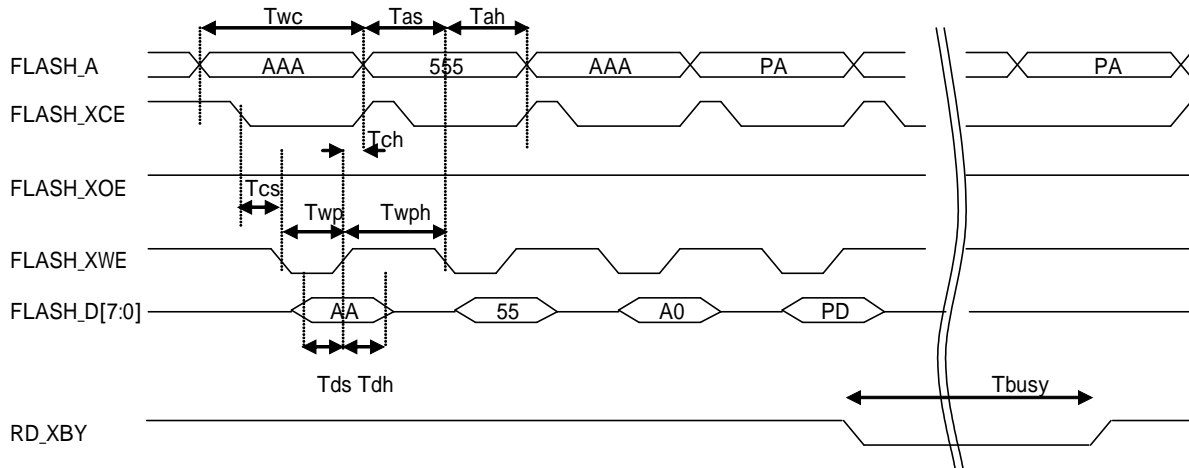 Twc Tas Tah
FLASH_A AAA 555 AAA PA PA
FLASH_XCE
Tch
FLASH_XOE
Tcs
Twp Twph
FLASH_XWE
FLASH_D[7:0] AA 55 A0 PD
Tds Tdh
Tbusy
RD_XBY